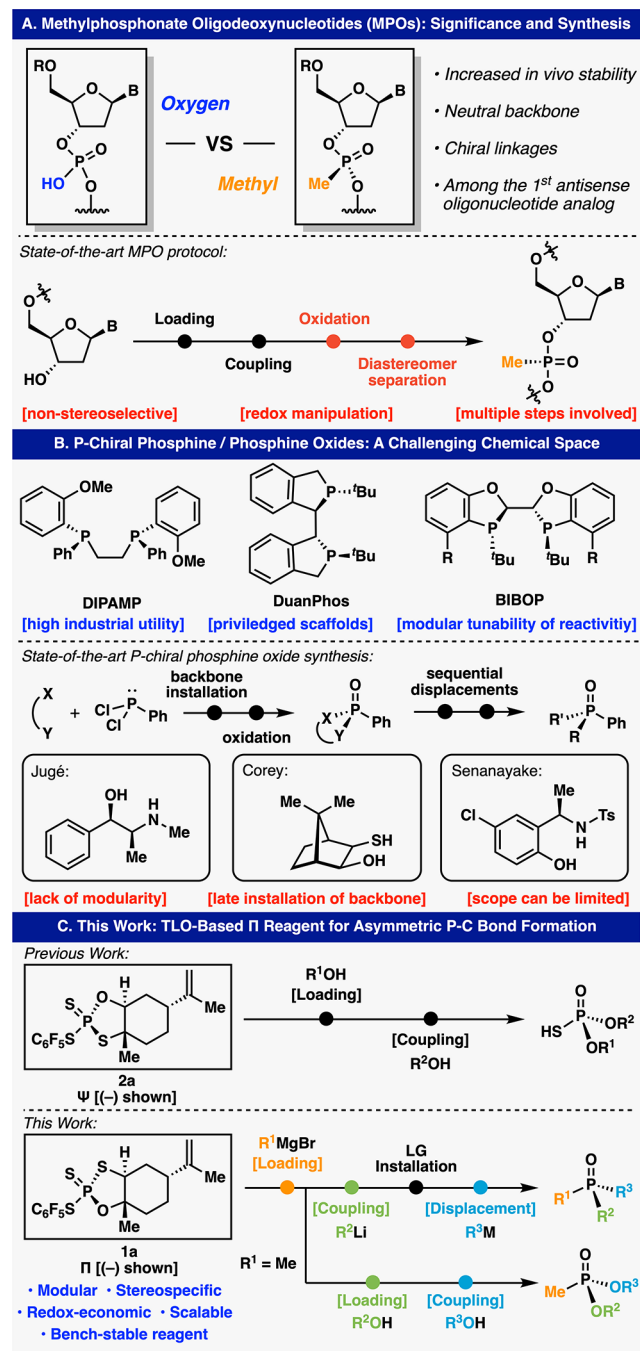 A. Methylphosphonate Oligodeoxynucleotides (MPOs): Significance and Synthesis
RO
O
B
O
P
O
HO
O
Oxygen
VS
Methyl
RO
O
B
O
P
O
Me
O
• Increased in vivo stability
• Neutral backbone
• Chiral linkages
• Among the 1st antisense
oligonucleotide analog
State-of-the-art MPO protocol:
O
O
B
HO
Loading
Coupling
Oxidation
Diastereomer
separation
O
O
B
O
Me
P
O
O
[non-stereoselective]
[redox manipulation]
[multiple steps involved]
B. P-Chiral Phosphine / Phosphine Oxides: A Challenging Chemical Space
OMe
P
Ph
P
Ph
OMe
DIPAMP
[high industrial utility]
P
tBu
P
tBu
DuanPhos
[priviledged scaffolds]
O
O
P
P
R
tBu
tBu
R
BIBOP
[modular tunability of reactivitiy]
State-of-the-art P-chiral phosphine oxide synthesis:
X
Y
+
Cl
P
Ph
Cl
backbone
installation
oxidation
O
X
P
Ph
Y
sequential
displacements
O
R'
P
Ph
R
Jugé:
OH
H
N
Me
Me
Corey:
Me
Me
SH
OH
Senanayake:
Me
Cl
N
H
Ts
OH
[lack of modularity]
[late installation of backbone]
[scope can be limited]
C. This Work: TLO-Based Π Reagent for Asymmetric P-C Bond Formation
Previous Work:
S
O
H
P
C6F5S
S
Me
Me
2a
Ψ [(–) shown]
R1OH
[Loading]
[Coupling]
R2OH
O
HS
P
OR2
OR1
This Work:
S
S
H
P
C6F5S
O
Me
Me
1a
Π [(–) shown]
• Modular • Stereospecific
• Redox-economic • Scalable
• Bench-stable reagent
R1MgBr
[Loading]
[Coupling]
R2Li
LG
Installation
[Displacement]
R3M
O
R1
P
R3
R2
R1 = Me
[Loading]
R2OH
[Coupling]
R3OH
O
Me
P
OR3
OR2